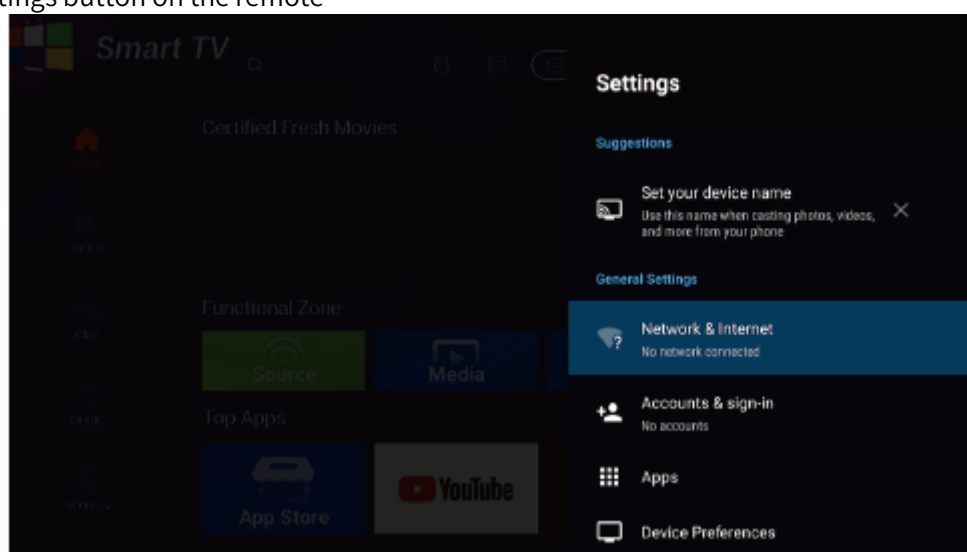 tings button on the remote
Smart TV
Certified Fresh Movies
Functional Zone
Source
Media
Top Apps
App Store
YouTube
Settings
Suggestions
Set your device name
Use this name when casting photos, videos,
and more from your phone
General Settings
Network & Internet
No network connected
Accounts & sign-in
No accounts
Apps
Device Preferences